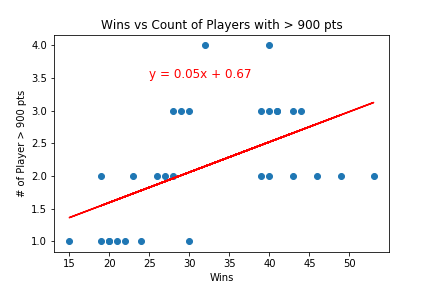 Wins vs Count of Players with > 900 pts
4.0
3.5
3.0
2.5
2.0
1.5
1.0
y = 0.05x + 0.67
# of Player > 900 pts
15 20 25 30 35 40 45 50
Wins